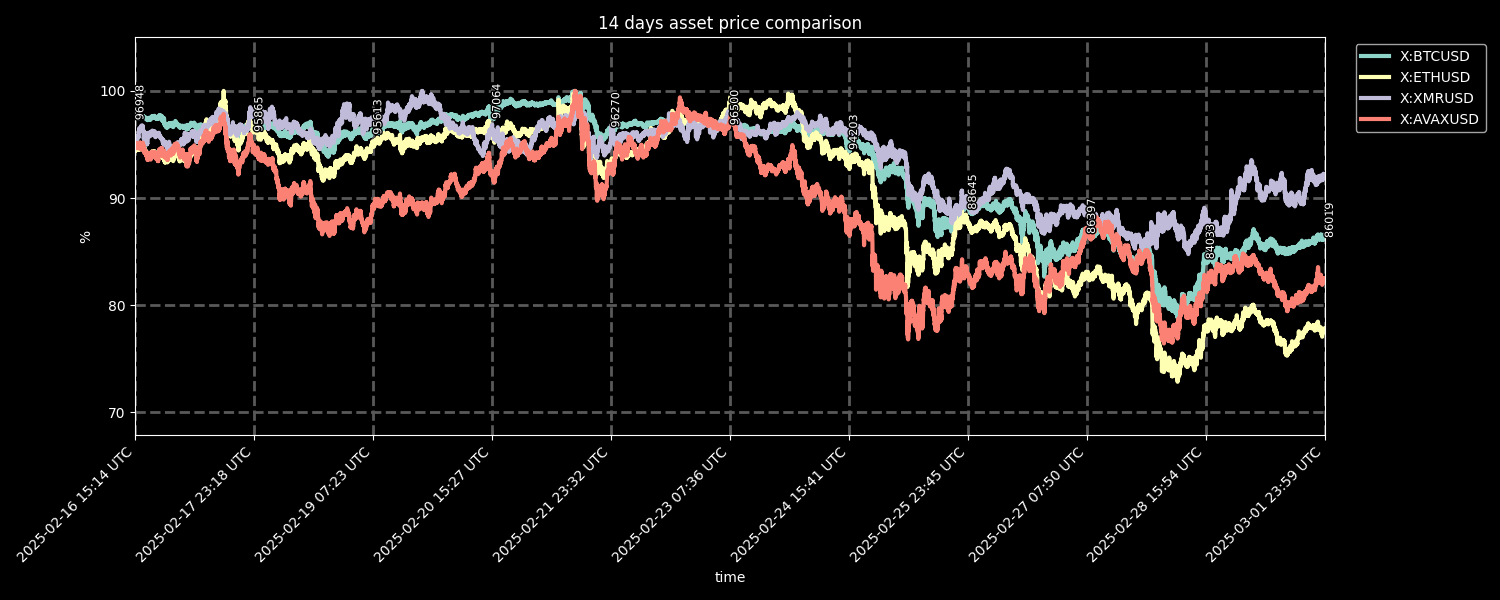 14 days asset price comparison
X:BTCUSD
X:ETHUSD
X:XMRUSD
X:AVAXUSD
100
90
80
70
%
96948
95865
95613
97064
96270
96500
94203
88645
86397
84033
86019
2025-02-16 15:14 UTC
2025-02-17 23:18 UTC
2025-02-19 07:23 UTC
2025-02-20 15:27 UTC
2025-02-21 23:32 UTC
2025-02-23 07:36 UTC
2025-02-24 15:41 UTC
2025-02-25 23:45 UTC
2025-02-27 07:50 UTC
2025-02-28 15:54 UTC
2025-03-01 23:59 UTC
time